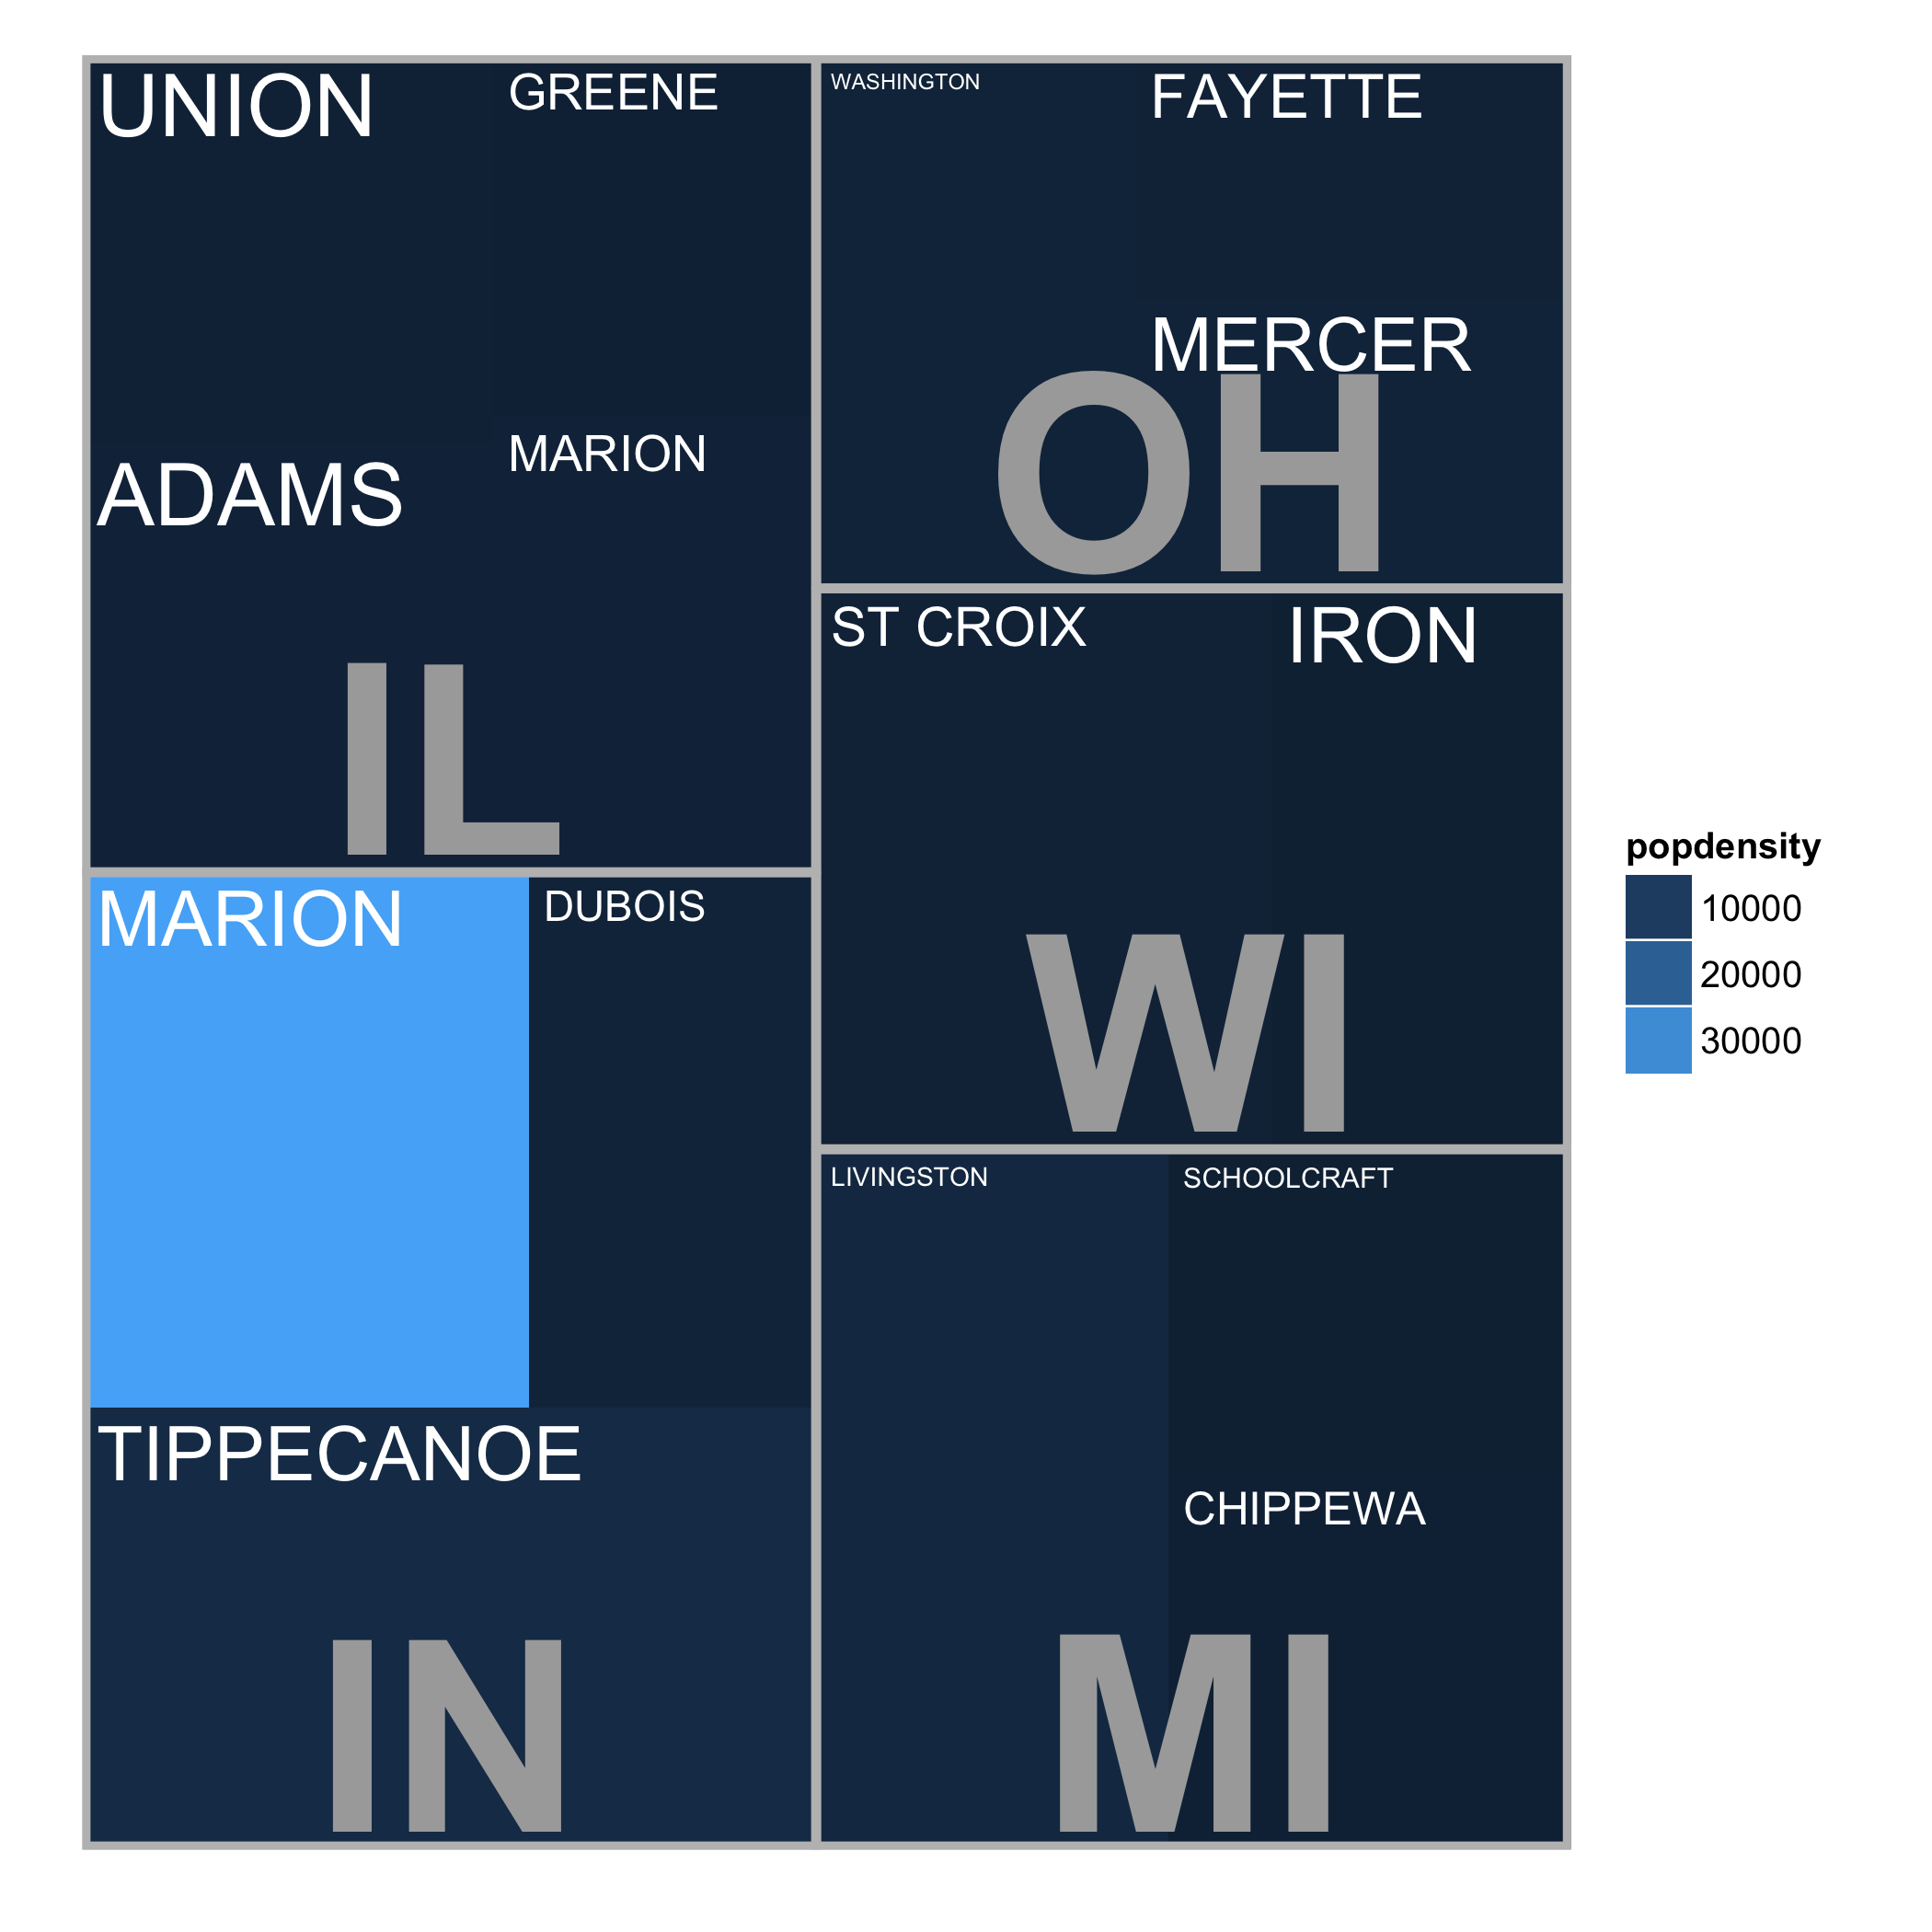 UNION
GREENE
ADAMS
MARION
IL
MARION
DUBOIS
TIPPECANOE
IN
WASHINGTON
FAYETTE
MERCER
OH
ST CROIX
IRON
WI
LIVINGSTON
SCHOOLCRAFT
CHIPPEWA
MI
popdensity
10000
20000
30000